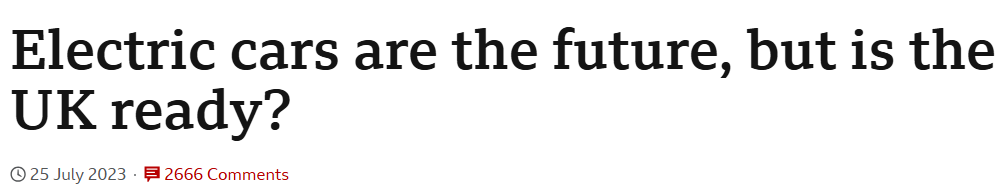 Electric cars are the future, but is the
UK ready?
25 July 2023 · 2666 Comments